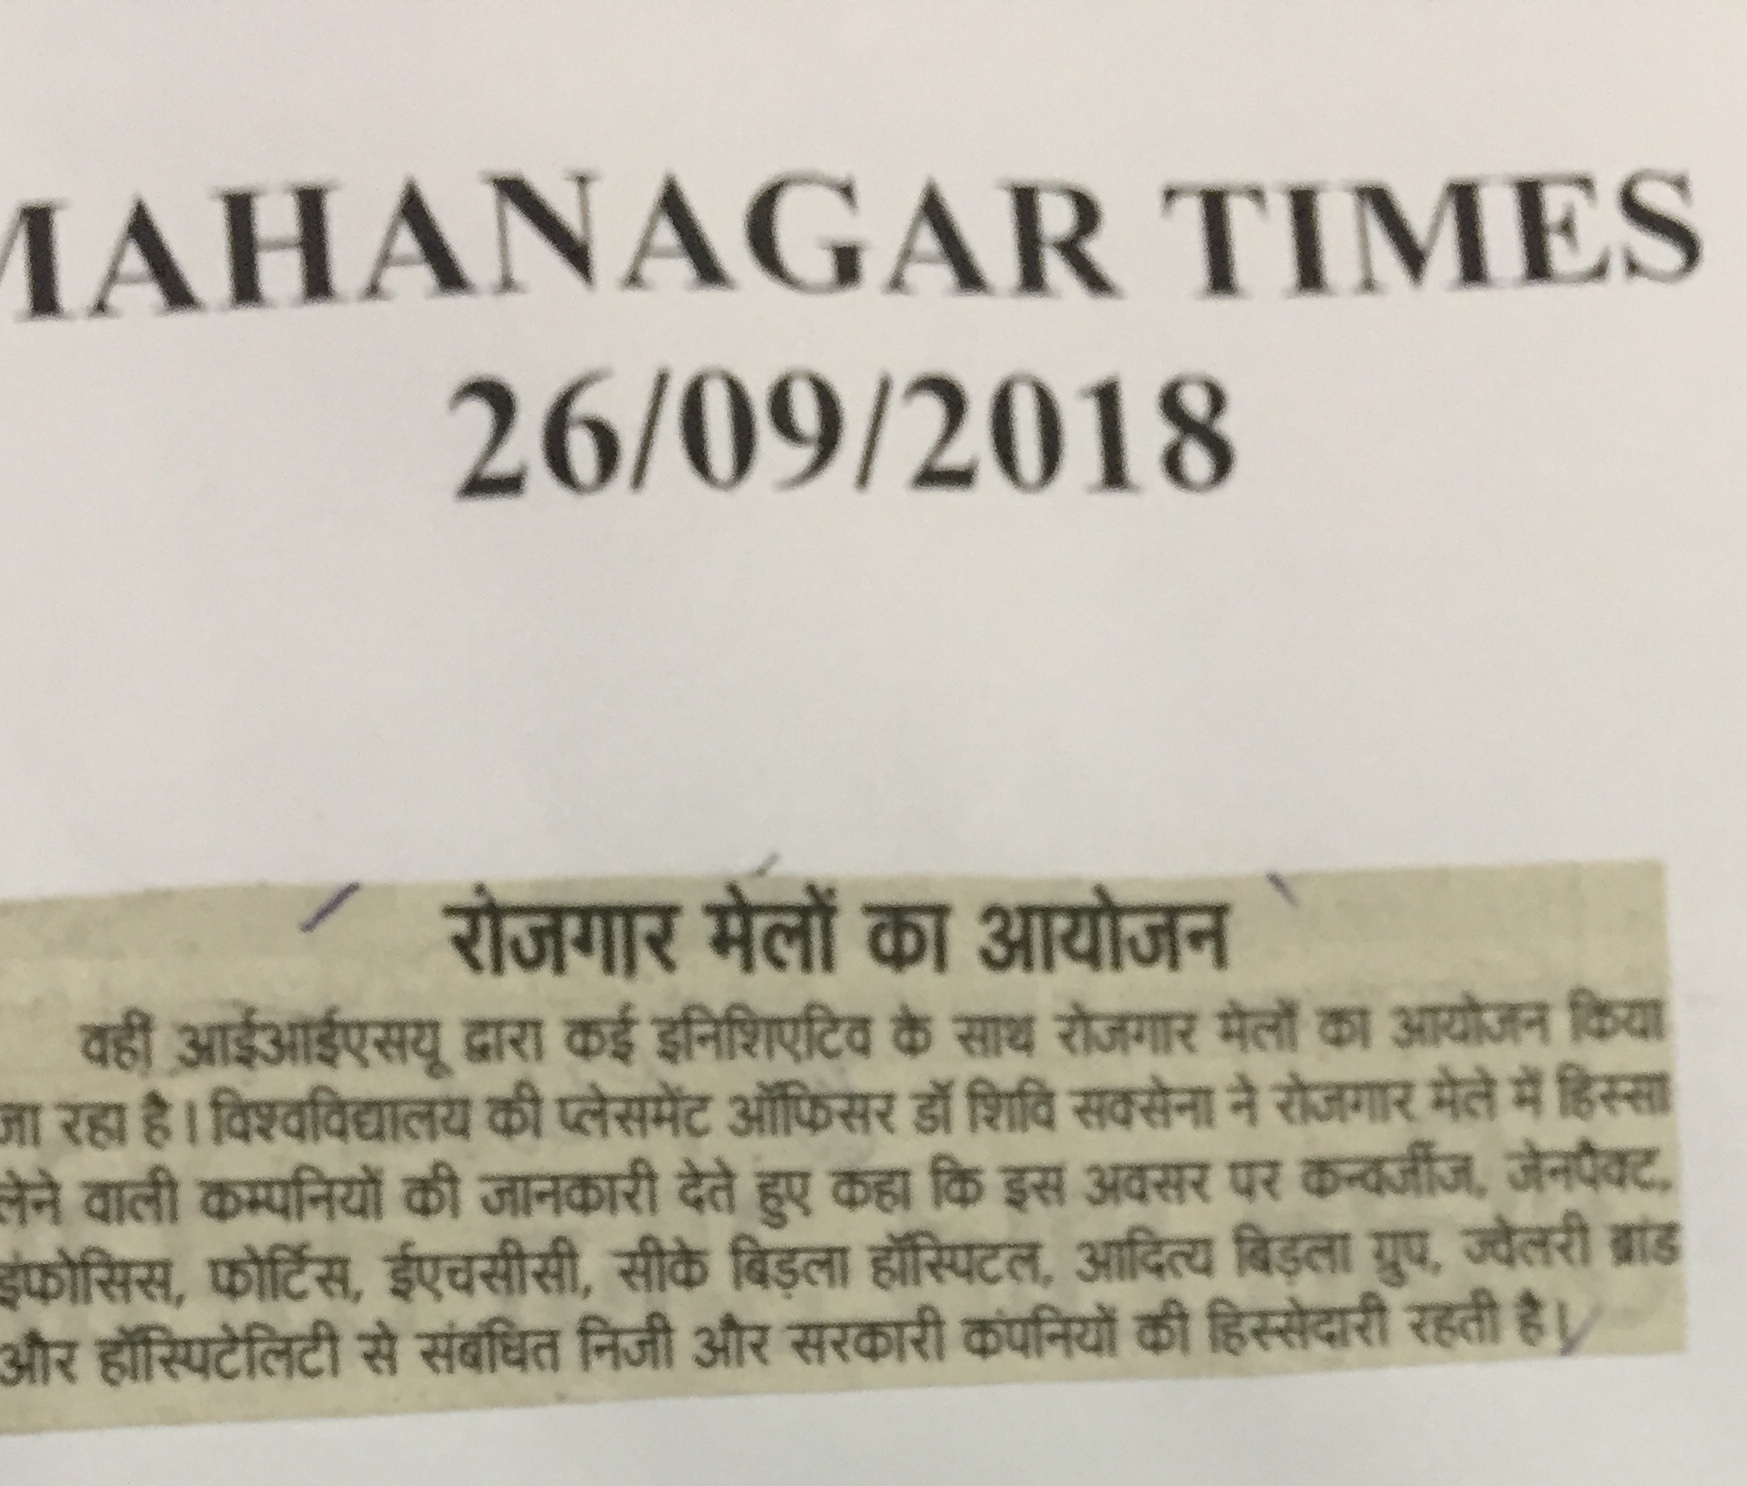 MAHANAGAR TIMES
26/09/2018
रोजगार मेलों का आयोजन
वहीं आईआईएसयू द्वारा कई इनिशिएटिव के साथ रोजगार मेलों का आयोजन किया
जा रहा है। विश्वविद्यालय की प्लेसमेंट ऑफिसर डॉ शिवि सक्सेना ने रोजगार मेले में हिस्सा
लेने वाली कम्पनियों की जानकारी देते हुए कहा कि इस अवसर पर कन्वर्जीज, जेनपैक्ट,
इंफोसिस, फोर्टिस, ईएचसीसी, सीके बिड़ला हॉस्पिटल, आदित्य बिड़ला ग्रुप, ज्वेलरी ब्रांड
और हॉस्पिटेलिटी से संबंधित निजी और सरकारी कंपनियों की हिस्सेदारी रहती है।